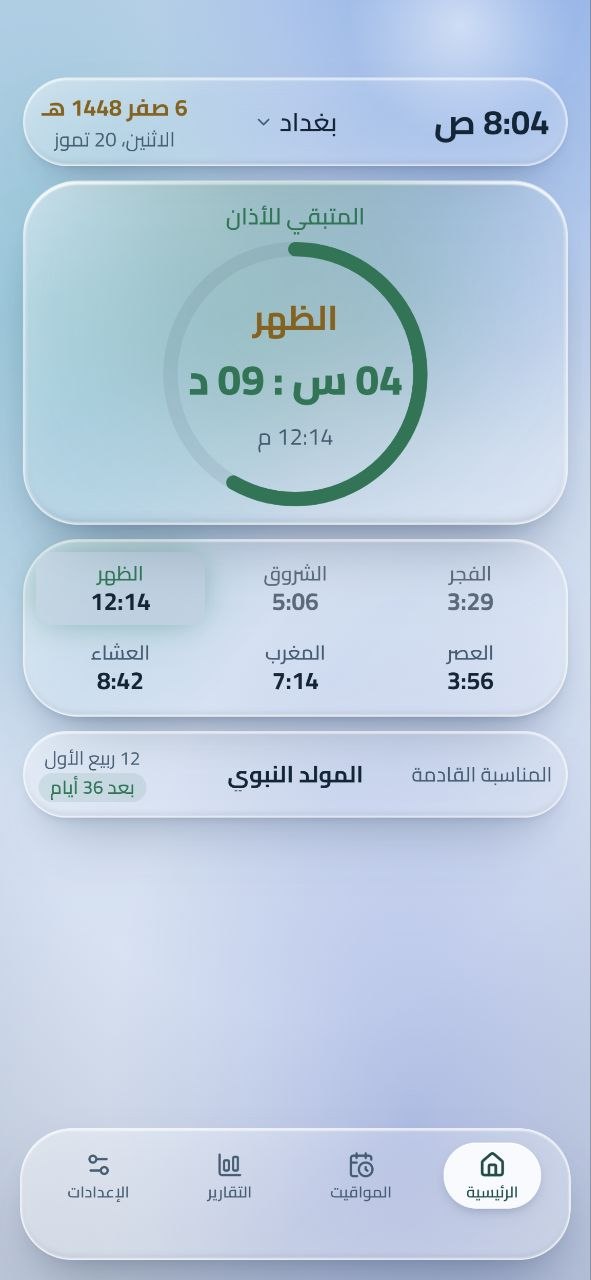 8:04 ص
بغداد
6 صفر 1448 هـ
الاثنين، 20 تموز
المتبقي للأذان
الظهر
04 س : 09 د
12:14 م
الفجر
3:29
الشروق
5:06
الظهر
12:14
العصر
3:56
المغرب
7:14
العشاء
8:42
المناسبة القادمة
المولد النبوي
12 ربيع الأول
بعد 36 أيام
الرئيسية
المواقيت
التقارير
الإعدادات